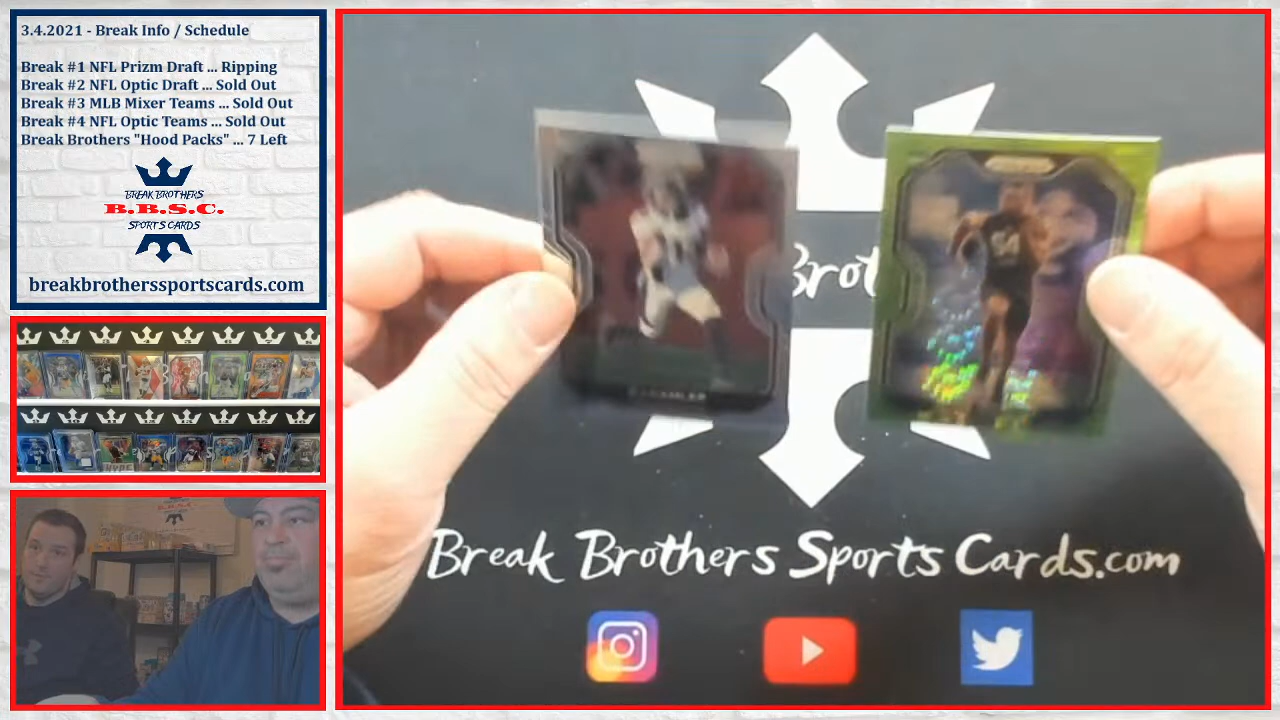 3.4.2021 - Break Info / Schedule
Break #1 NFL Prizm Draft ... Ripping
Break #2 NFL Optic Draft ... Sold Out
Break #3 MLB Mixer Teams ... Sold Out
Break #4 NFL Optic Teams ... Sold Out
Break Brothers "Hood Packs" ... 7 Left
BREAK BROTHERS
B.B.S.C.
SPORTS CARDS
breakbrotherssportscards.com
Break Brothers Sports Cards.com